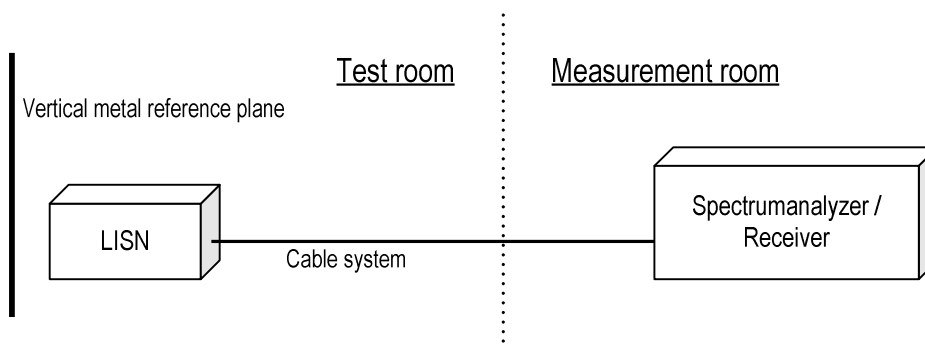 Test room
Measurement room
Vertical metal reference plane
LISN
Cable system
Spectrumanalyzer /
Receiver